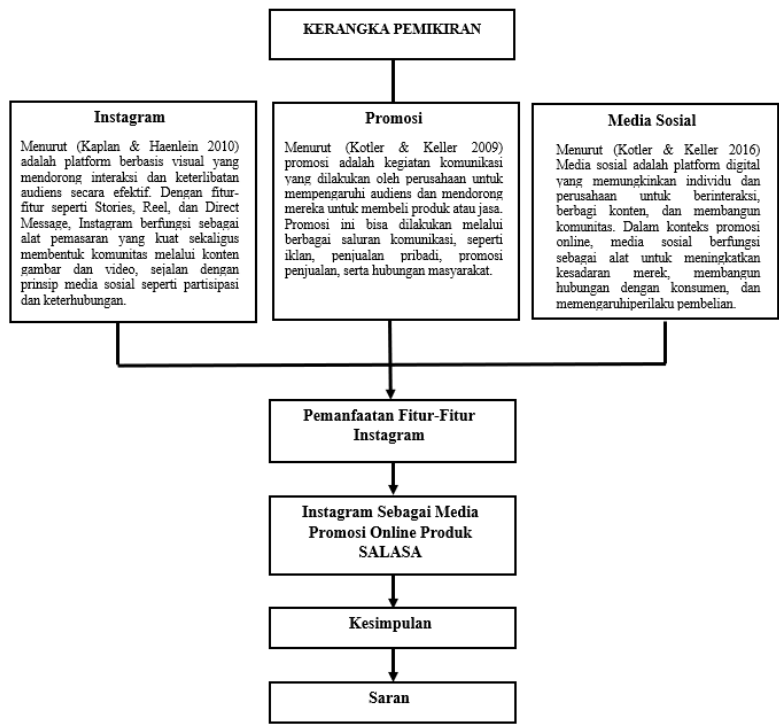 KERANGKA PEMIKIRAN
Instagram
Menurut (Kaplan & Haenlein 2010)
adalah platform berbasis visual yang
mendorong interaksi dan keterlibatan
audiens secara efektif. Dengan fitur-
fitur seperti Stories, Reel, dan Direct
Message, Instagram berfungsi sebagai
alat pemasaran yang kuat sekaligus
membentuk komunitas melalui konten
gambar dan video, sejalan dengan
prinsip media sosial seperti partisipasi
dan keterhubungan.
Promosi
Menurut (Kotler & Keller 2009)
promosi adalah kegiatan komunikasi
yang dilakukan oleh perusahaan untuk
mempengaruhi audiens dan mendorong
mereka untuk membeli produk atau jasa.
Promosi ini bisa dilakukan melalui
berbagai saluran komunikasi, seperti
iklan, penjualan pribadi, promosi
penjualan, serta hubungan masyarakat.
Media Sosial
Menurut (Kotler & Keller 2016)
Media sosial adalah platform digital
yang memungkinkan individu dan
perusahaan untuk berinteraksi,
berbagi konten, dan membangun
komunitas. Dalam konteks promosi
online, media sosial berfungsi
sebagai alat untuk meningkatkan
kesadaran merek, membangun
hubungan dengan konsumen, dan
memengaruhiperilaku pembelian.
Pemanfaatan Fitur-Fitur
Instagram
Instagram Sebagai Media
Promosi Online Produk
SALASA
Kesimpulan
Saran